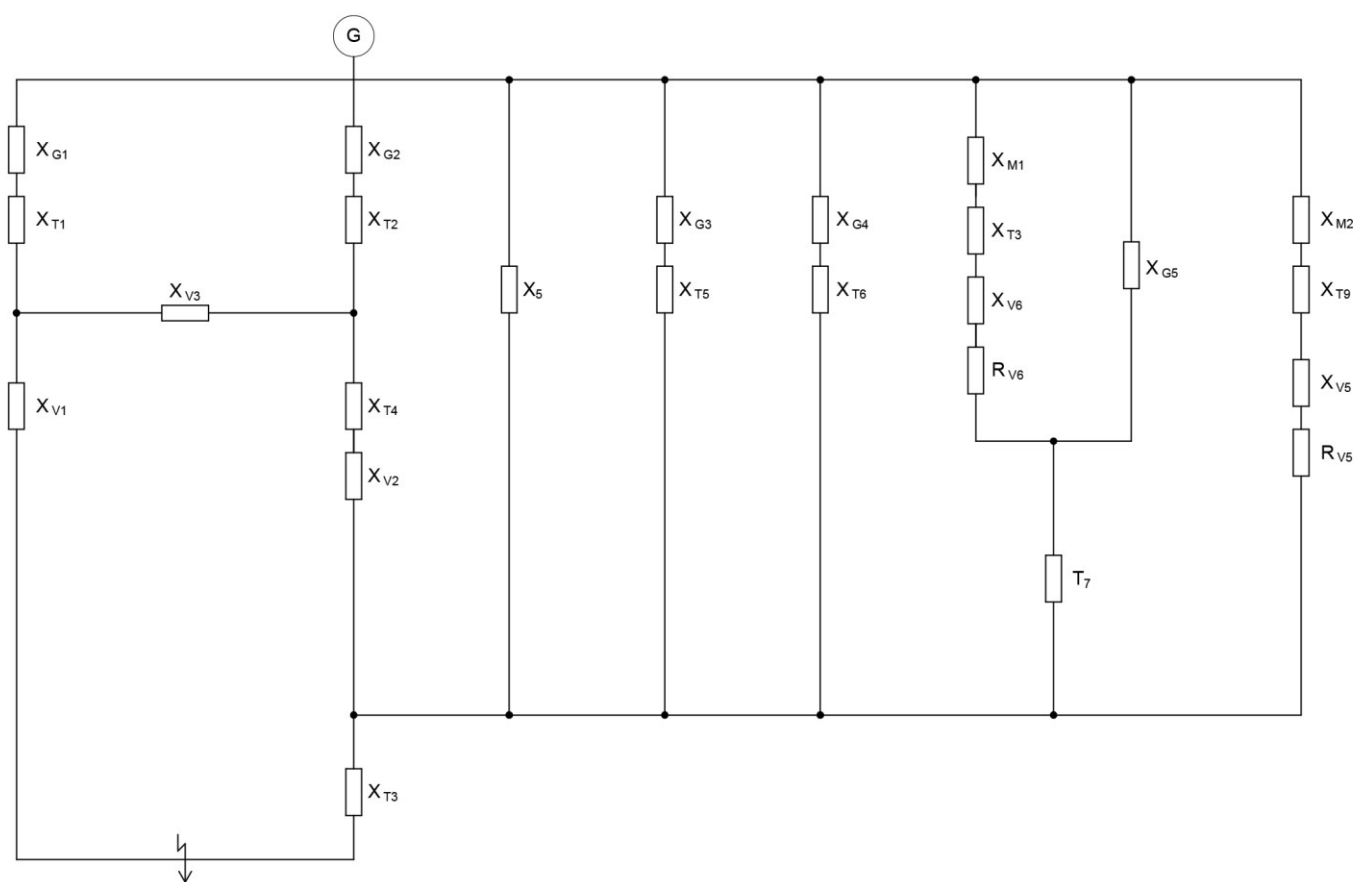 G
X G1
X G2
X T1
X T2
X G3
X G4
X M1
X T3
X G5
X M2
X V3
X 5
X T5
X T6
X V6
X T9
X V1
X T4
R V6
X V5
X V2
R V5
T 7
X T3